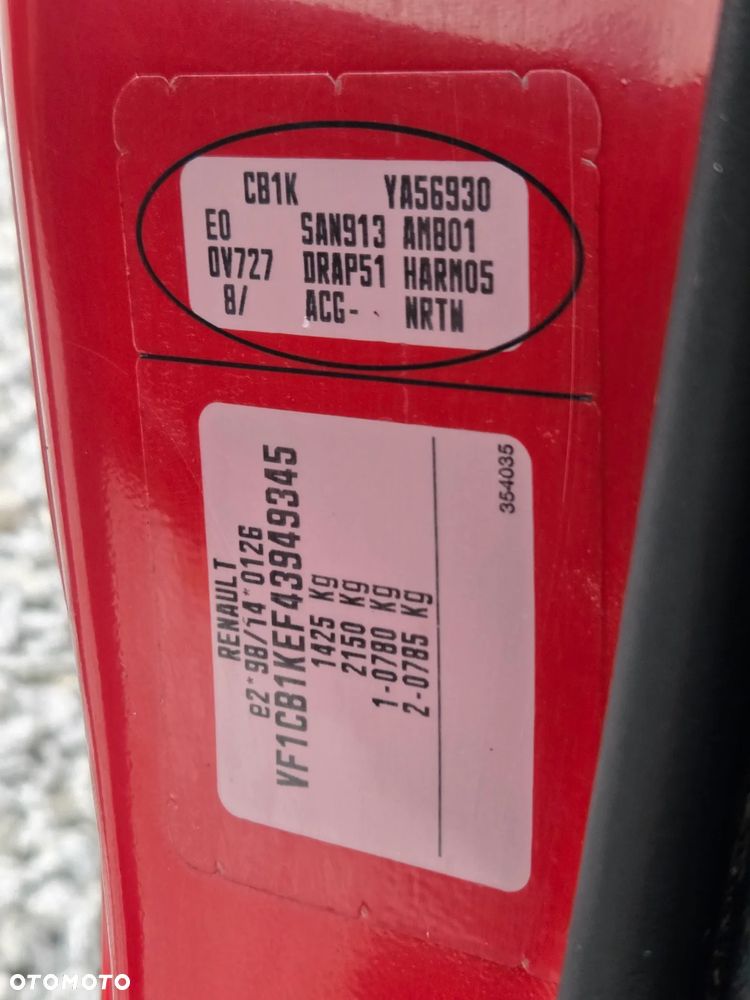 CB1K YA56930
E0 SAN913 AMB01
0V727 DRAP51 HARM05
8/ ACG- NRTW
RENAULT
e2*98/14*0126
VF1CB1KEF43949345
1425 Kg
2150 Kg
1-0780 Kg
2-0785 Kg
354035
OTOMOTO